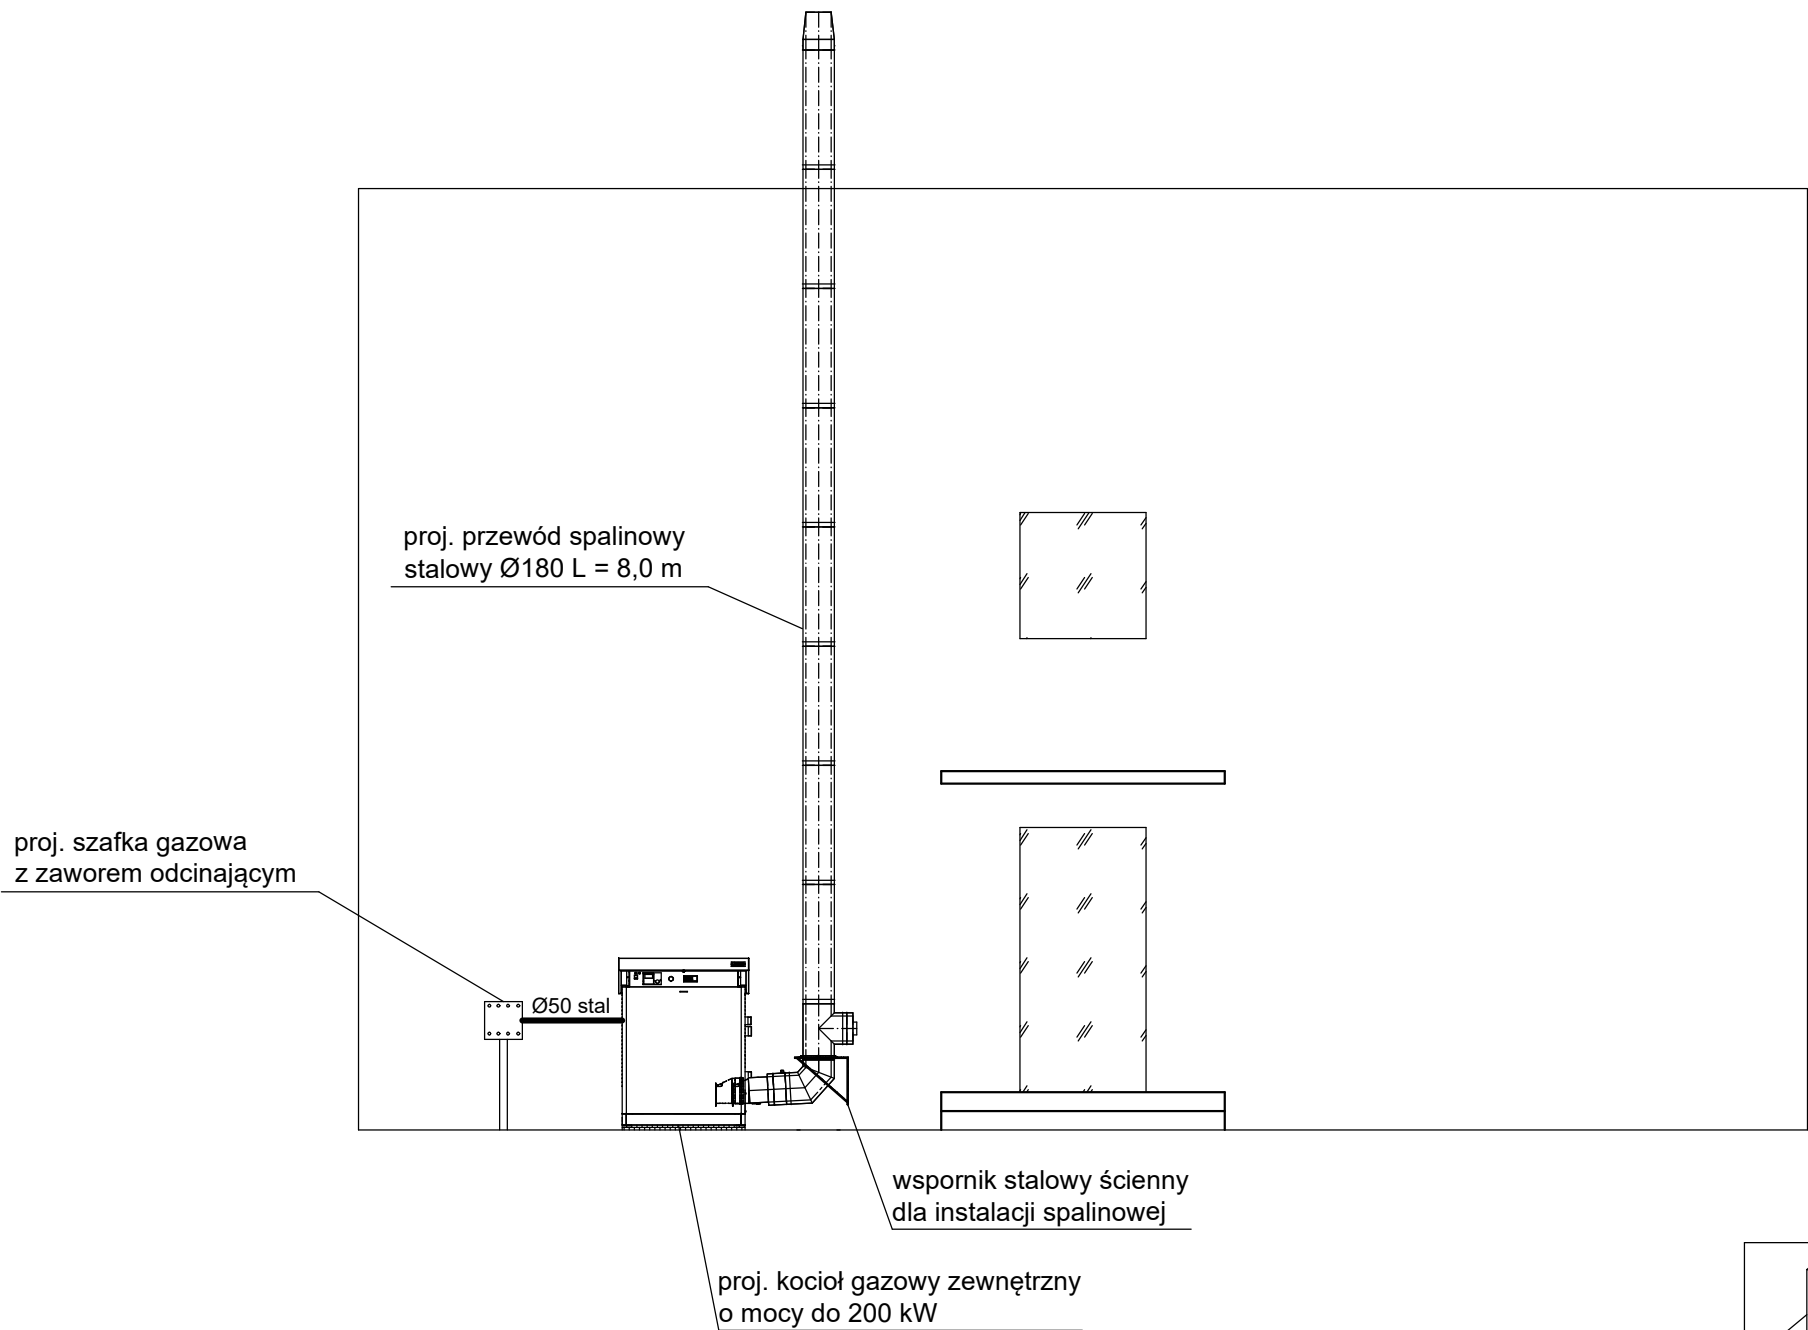 proj. przewód spalinowy
stalowy Ø180 L = 8,0 m
proj. szafka gazowa
z zaworem odcinającym
Ø50 stal
wspornik stalowy ścienny
dla instalacji spalinowej
proj. kocioł gazowy zewnętrzny
o mocy do 200 kW